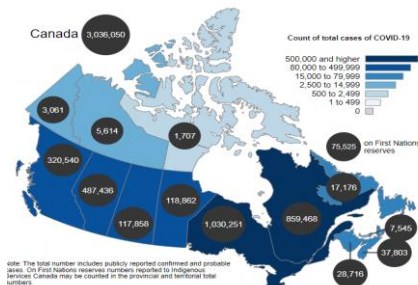 Canada
3,036,050
Count of total cases of COVID-19
500,000 and higher
80,000 to 499,999
15,000 to 79,999
2,500 to 14,999
500 to 2,499
1 to 499
0
3,061
5,614
1,707
75,525
on First Nations
reserves
320,540
487,436
118,862
117,858
1,030,251
859,468
17,176
7,545
37,803
28,716
Note: The total number includes publicly reported confirmed and probable
cases. On First Nations reserves numbers reported to Indigenous
Services Canada may be counted in the provincial and territorial total
numbers.